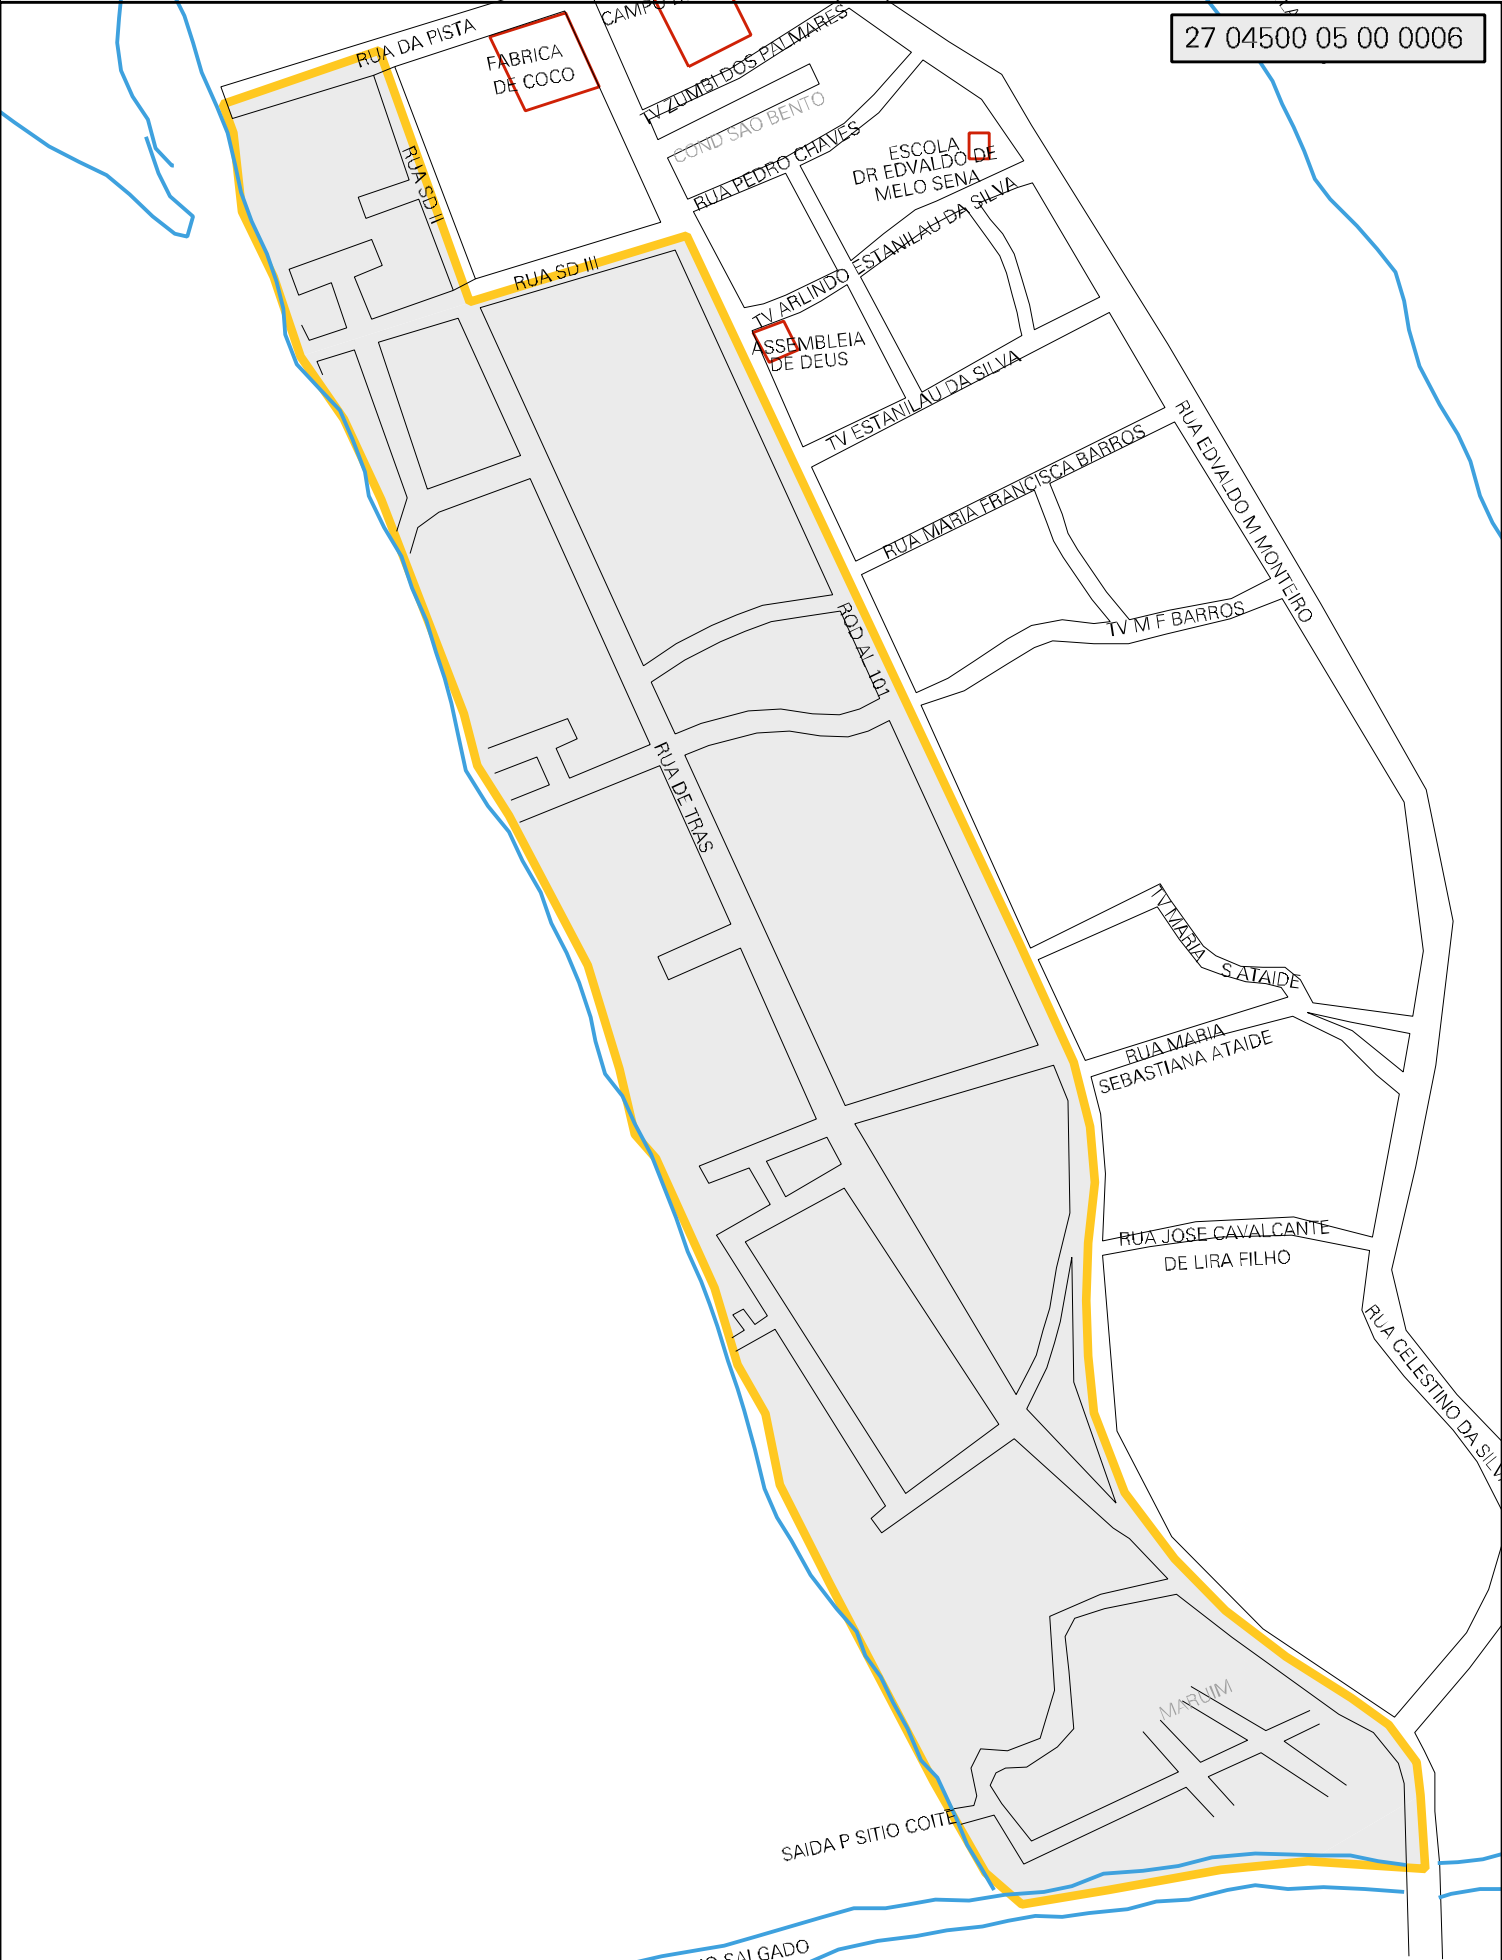 27 04500 05 00 0006
RUA DA PISTA
FABRICA
DE COCO
TV ZUMBI DOS PALMARES
COND SAO BENTO
RUA PEDRO CHAVES
ESCOLA
DR EDVALDO DE
MELO SENA
RUA SD II
RUA SD III
TV ARLINDO ESTANILAU DA SILVA
ASSEMBLEIA
DE DEUS
TV ESTANILAU DA SILVA
RUA MARIA FRANCISCA BARROS
RUA EDVALDO M MONTEIRO
TV M F BARROS
ROD AL 101
RUA DE TRAS
TV MARIA
S ATAIDE
RUA MARIA
SEBASTIANA ATAIDE
RUA JOSE CAVALCANTE
DE LIRA FILHO
RUA CELESTINO DA SILVA
MARUIM
SAIDA P SITIO COITE
SALGADO